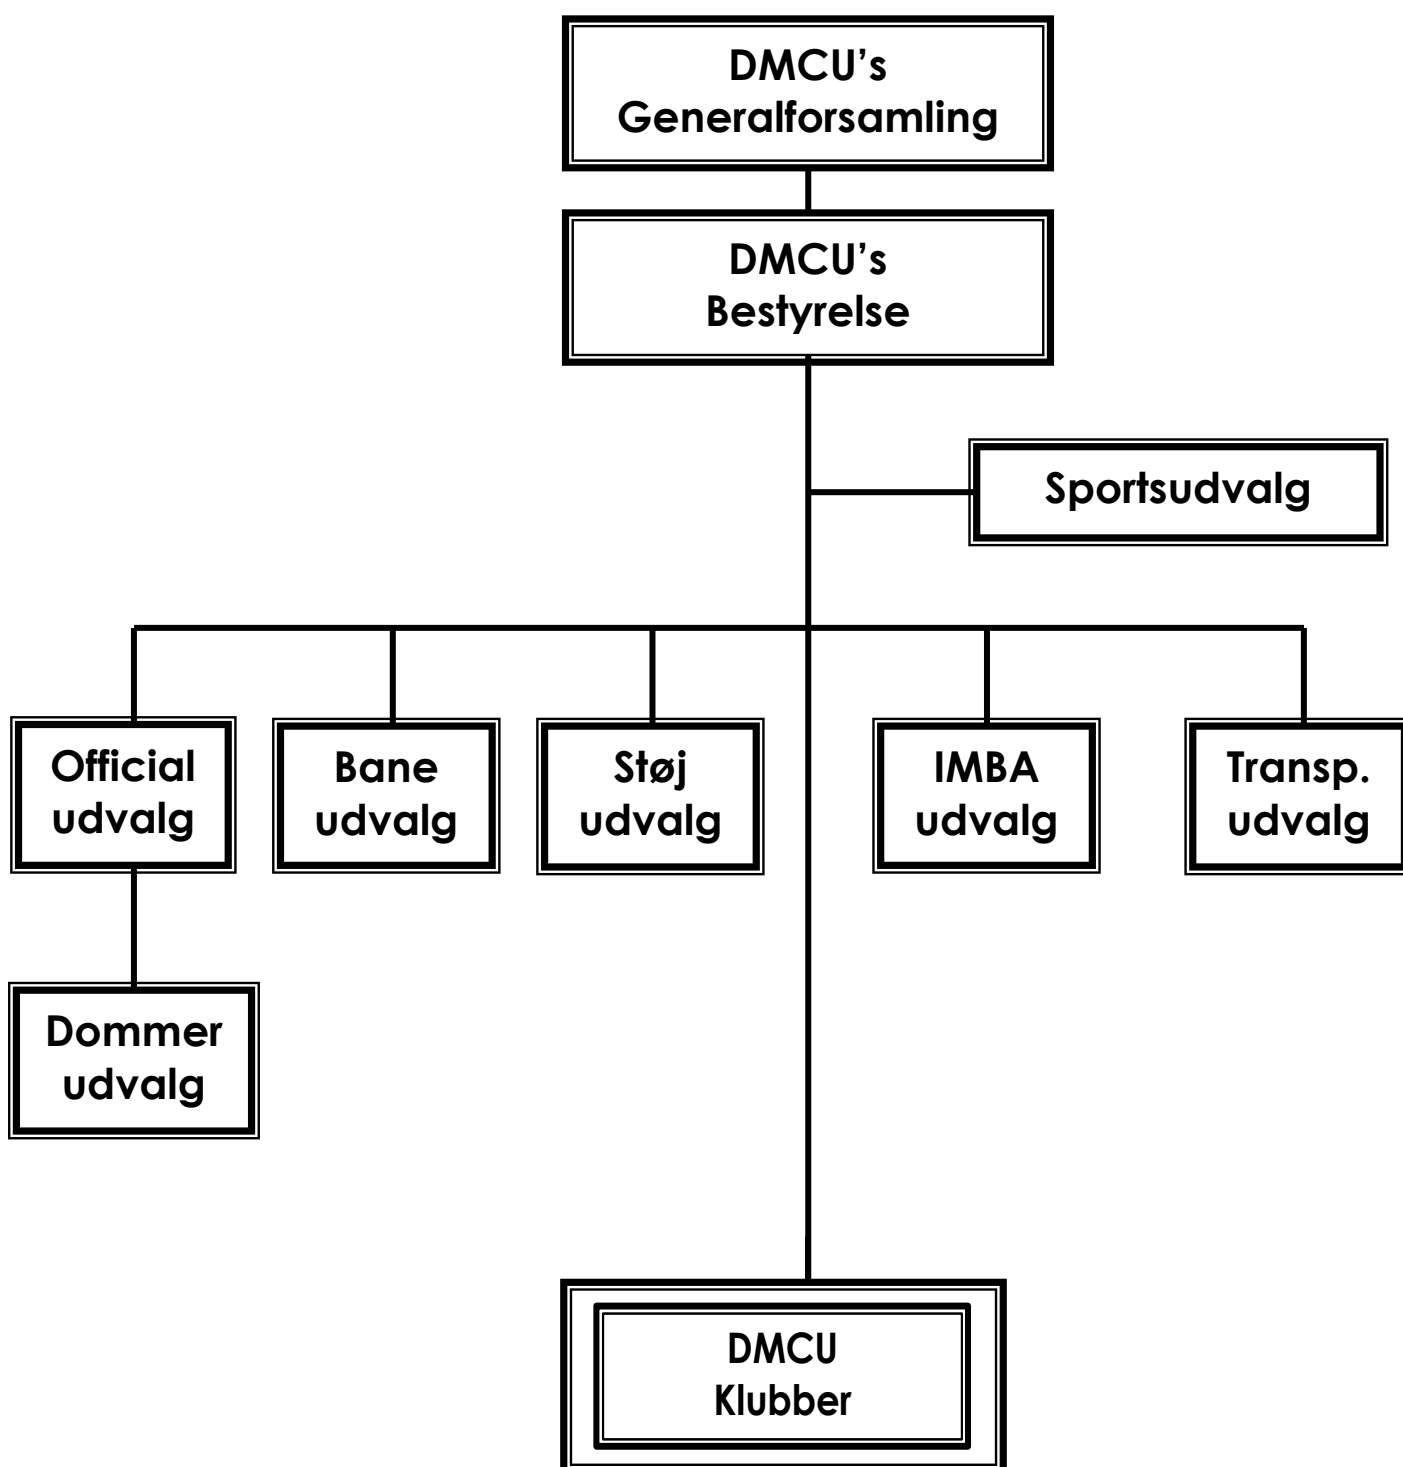 DMCU’s
Generalforsamling
DMCU’s
Bestyrelse
Sportsudvalg
Official
udvalg
Bane
udvalg
Støj
udvalg
IMBA
udvalg
Transp.
udvalg
Dommer
udvalg
DMCU
Klubber